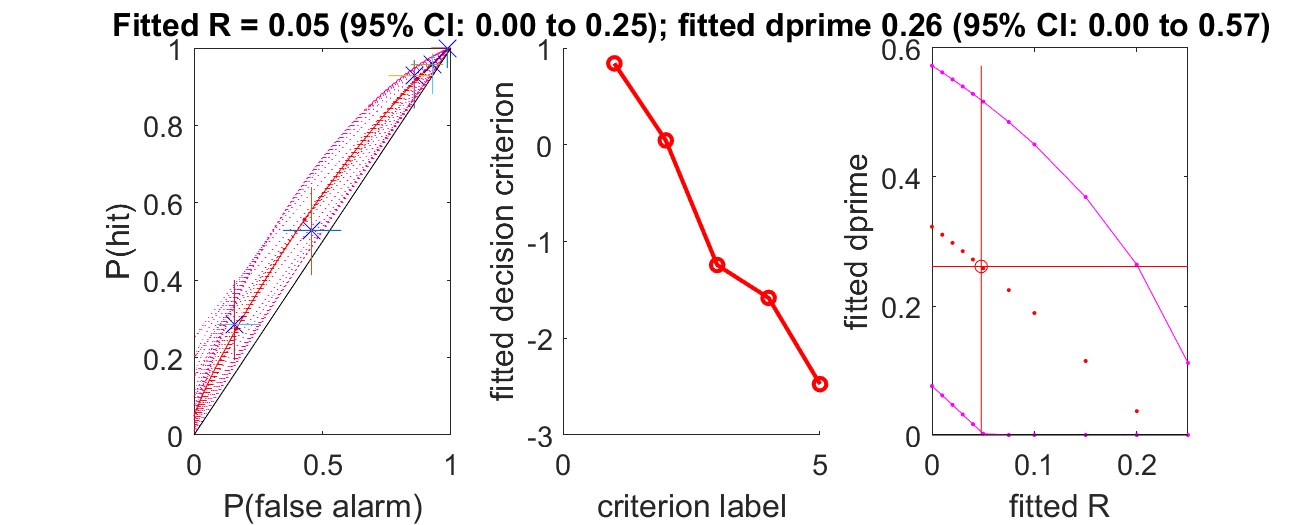 Fitted R = 0.05 (95% CI: 0.00 to 0.25); fitted dprime 0.26 (95% CI: 0.00 to 0.57)
P(hit)
1
0.8
0.6
0.4
0.2
0
0 0.5 1
P(false alarm)
fitted decision criterion
1
0
-1
-2
-3
0 5
criterion label
fitted dprime
0.6
0.4
0.2
0
0 0.1 0.2
fitted R